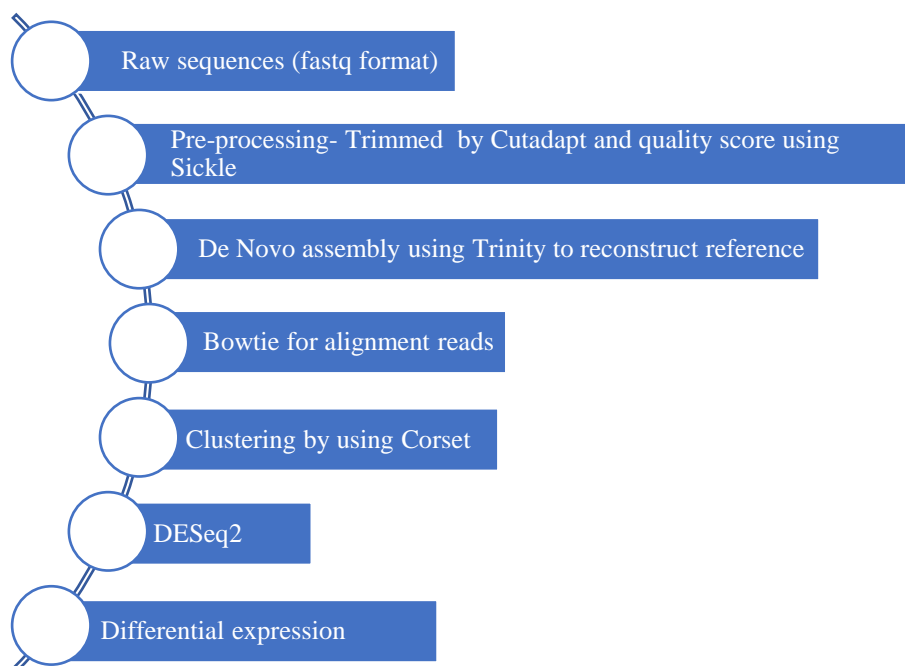 Raw sequences (fastq format)
Pre-processing- Trimmed  by Cutadapt and quality score using
Sickle
De Novo assembly using Trinity to reconstruct reference
Bowtie for alignment reads
Clustering by using Corset
DESeq2
Differential expression